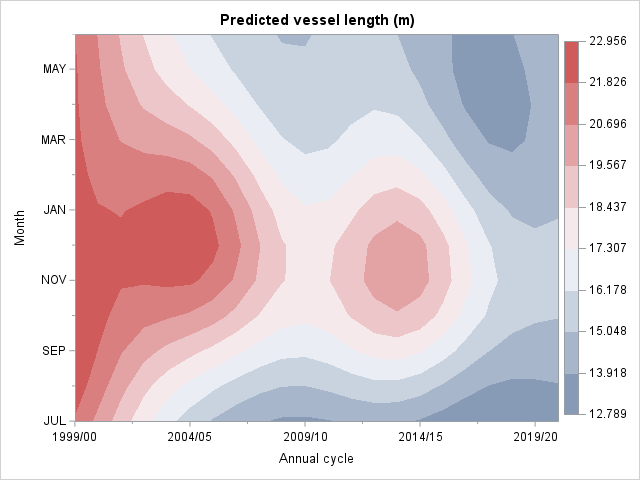 Predicted vessel length (m)
22.956
21.826
20.696
19.567
18.437
17.307
16.178
15.048
13.918
12.789
Month
MAY
MAR
JAN
NOV
SEP
JUL
1999/00 2004/05 2009/10 2014/15 2019/20
Annual cycle